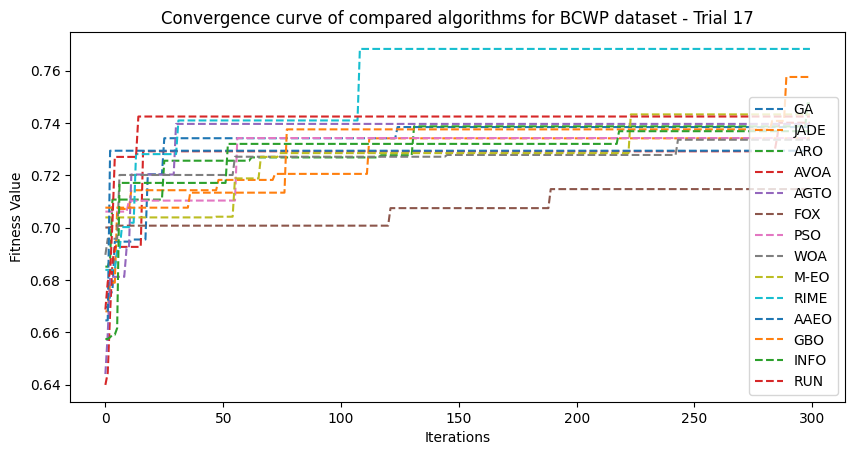 Convergence curve of compared algorithms for BCWP dataset - Trial 17
Fitness Value
0.76
0.74
0.72
0.70
0.68
0.66
0.64
0
50
100
150
200
250
300
Iterations
GA
JADE
ARO
AVOA
AGTO
FOX
PSO
WOA
M-EO
RIME
AAEO
GBO
INFO
RUN